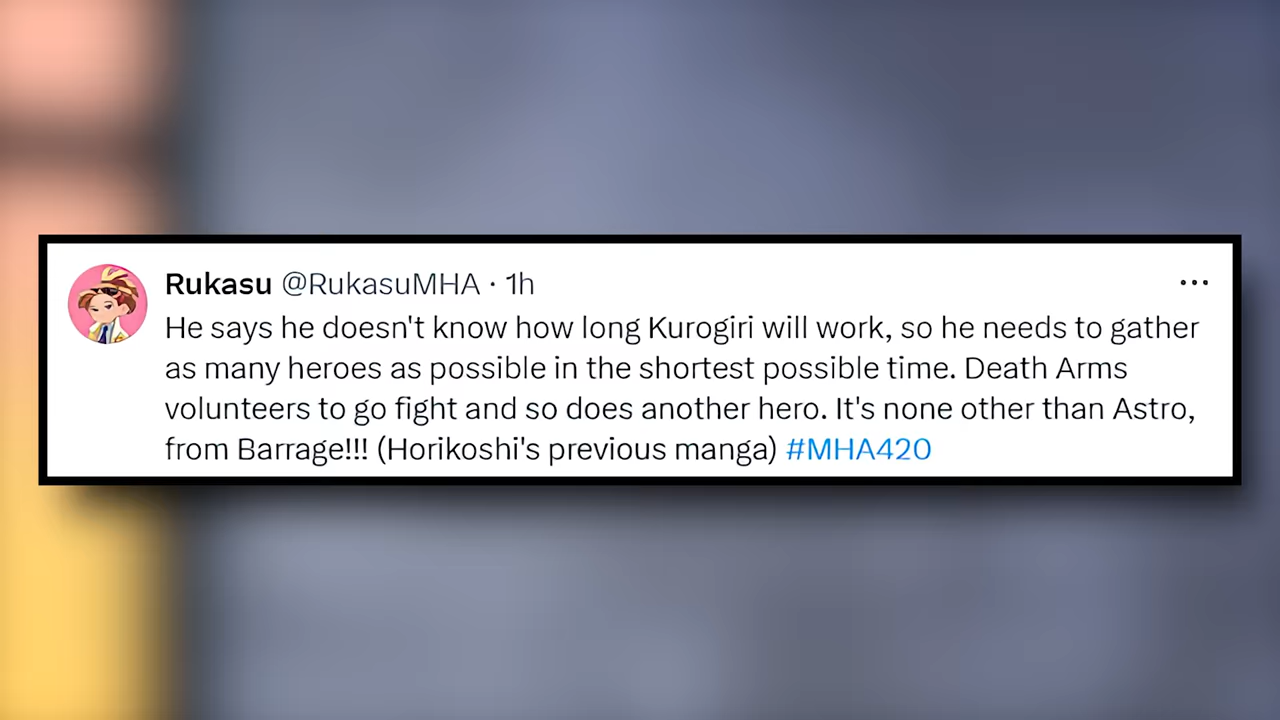 Rukasu @RukasuMHA · 1h
He says he doesn't know how long Kurogiri will work, so he needs to gather
as many heroes as possible in the shortest possible time. Death Arms
volunteers to go fight and so does another hero. It's none other than Astro,
from Barrage!!! (Horikoshi's previous manga) #MHA420